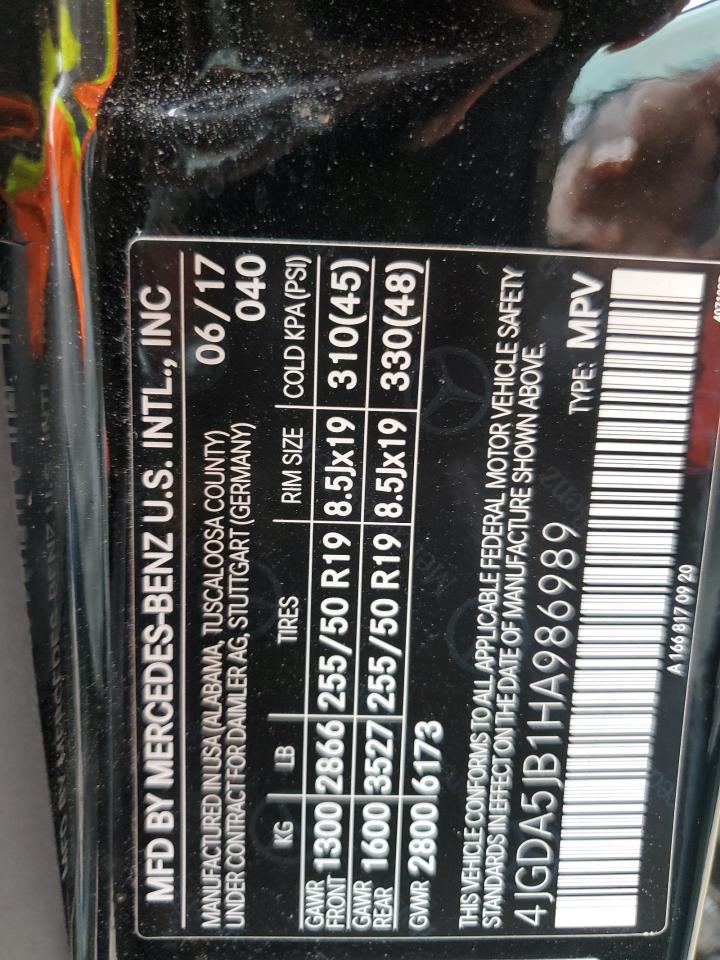 MFD BY MERCEDES-BENZ U.S. INTL., INC
MANUFACTURED IN USA (ALABAMA, TUSCALOOSA COUNTY) 06/17
UNDER CONTRACT FOR DAIMLER AG, STUTTGART (GERMANY) 040
KG LB TIRES RIM SIZE COLD KPA (PSI)
GAWR FRONT 1300 2866 255/50 R19 8.5Jx19 310(45)
GAWR REAR 1600 3527 255/50 R19 8.5Jx19 330(48)
GVWR 2800 6173
THIS VEHICLE CONFORMS TO ALL APPLICABLE FEDERAL MOTOR VEHICLE SAFETY
STANDARDS IN EFFECT ON THE DATE OF MANUFACTURE SHOWN ABOVE.
4JGDA5JB1HA986989 TYPE: MPV
A 166 817 09 20